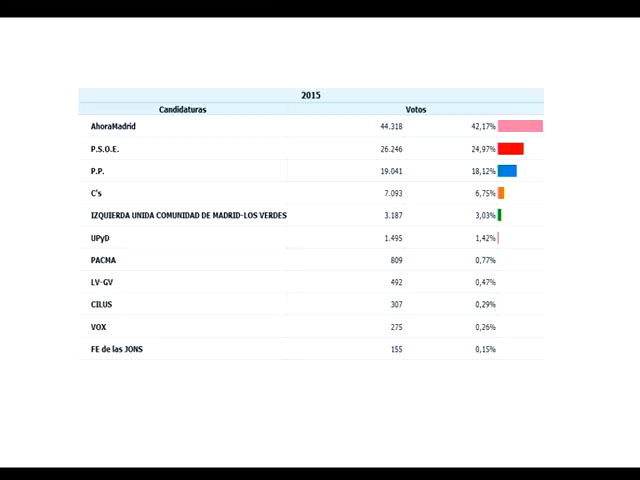 2015
Candidaturas Votos
AhoraMadrid 44.318 42,17%
P.S.O.E. 26.246 24,97%
P.P. 19.041 18,12%
C's 7.093 6,75%
IZQUIERDA UNIDA COMUNIDAD DE MADRID-LOS VERDES 3.187 3,03%
UPyD 1.495 1,42%
PACMA 809 0,77%
LV-GV 492 0,47%
CILUS 307 0,29%
VOX 275 0,26%
FE de las JONS 155 0,15%